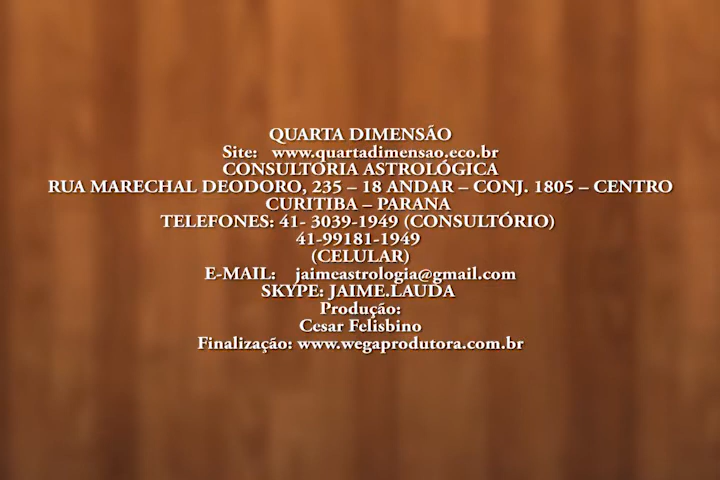 QUARTA DIMENSÃO
Site: www.quartadimensao.eco.br
CONSULTORIA ASTROLÓGICA
RUA MARECHAL DEODORO, 235 – 18 ANDAR – CONJ. 1805 – CENTRO
CURITIBA – PARANA
TELEFONES: 41- 3039-1949 (CONSULTÓRIO)
41-99181-1949
(CELULAR)
E-MAIL: jaimeastrologia@gmail.com
SKYPE: JAIME.LAUDA
Produção:
Cesar Felisbino
Finalização: www.wegaprodutora.com.br